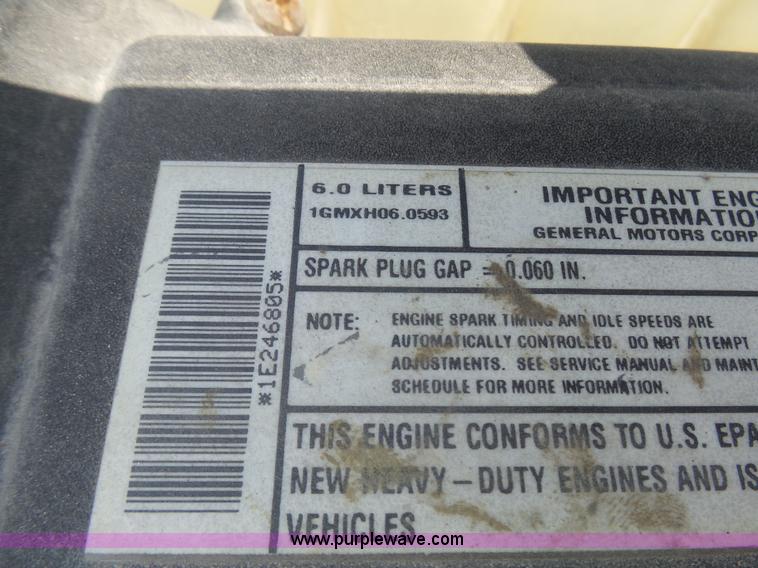 6.0 LITERS
1GMXH06.0593
IMPORTANT ENG
INFORMATIO
GENERAL MOTORS CORP
SPARK PLUG GAP = 0.060 IN.
NOTE: ENGINE SPARK TIMING AND IDLE SPEEDS ARE
AUTOMATICALLY CONTROLLED. DO NOT ATTEMPT
ADJUSTMENTS. SEE SERVICE MANUAL AND MAINT
SCHEDULE FOR MORE INFORMATION.
THIS ENGINE CONFORMS TO U.S. EPA
NEW HEAVY - DUTY ENGINES AND IS
VEHICLES
*1E246805*
www.purplewave.com